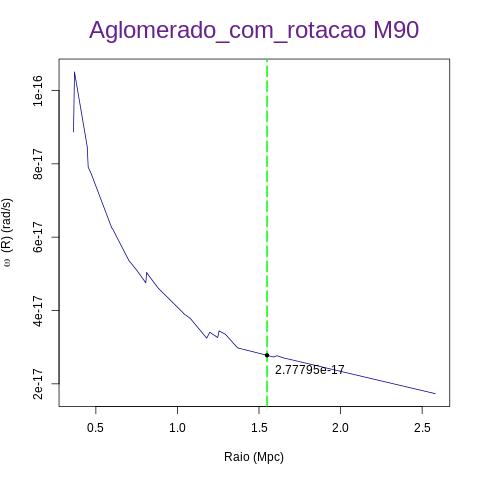 Aglomerado_com_rotacao M90
ω (R) (rad/s)
1e-16
8e-17
6e-17
4e-17
2e-17
2.77795e-17
0.5 1.0 1.5 2.0 2.5
Raio (Mpc)